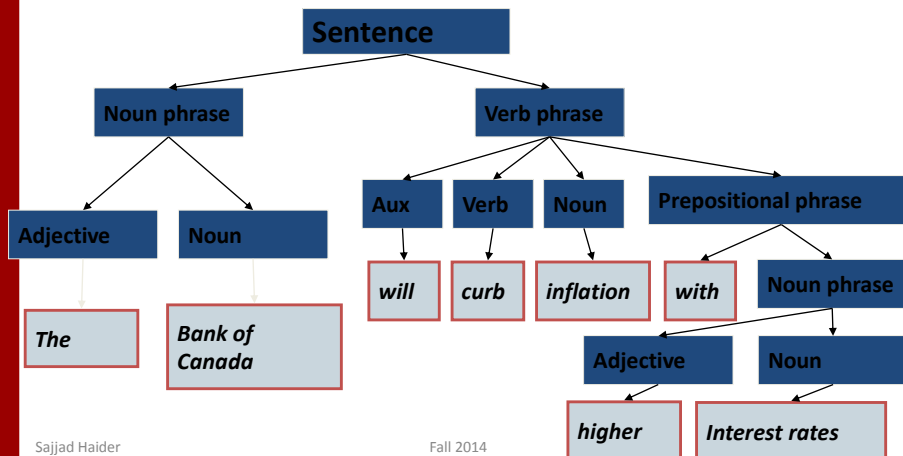 Sentence
Noun phrase
Verb phrase
Aux
Verb
Noun
Prepositional phrase
Adjective
Noun
will
curb
inflation
with
Noun phrase
The
Bank of
Canada
Adjective
Noun
higher
Interest rates
Sajjad Haider
Fall 2014